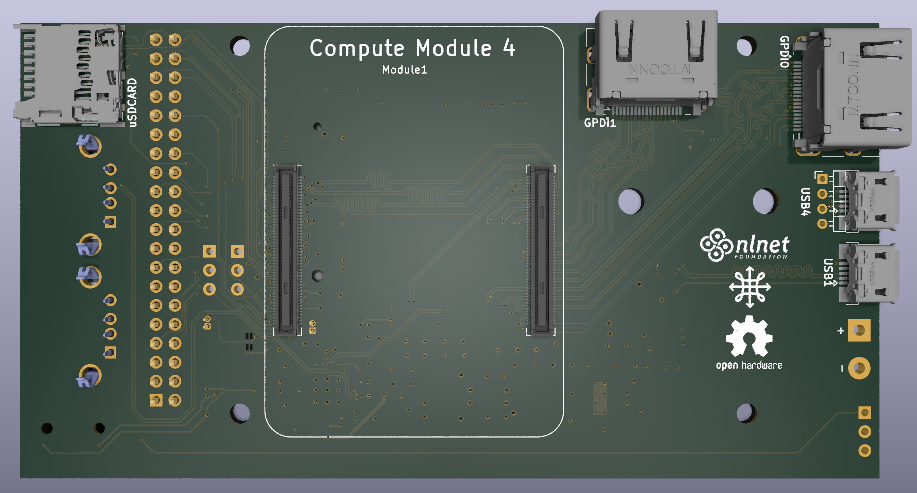 Compute Module 4
Module1
uSDCARD
GPDI1
GPDI0
USB4
nlnet
FOUNDATION
USB1
+
-
open hardware